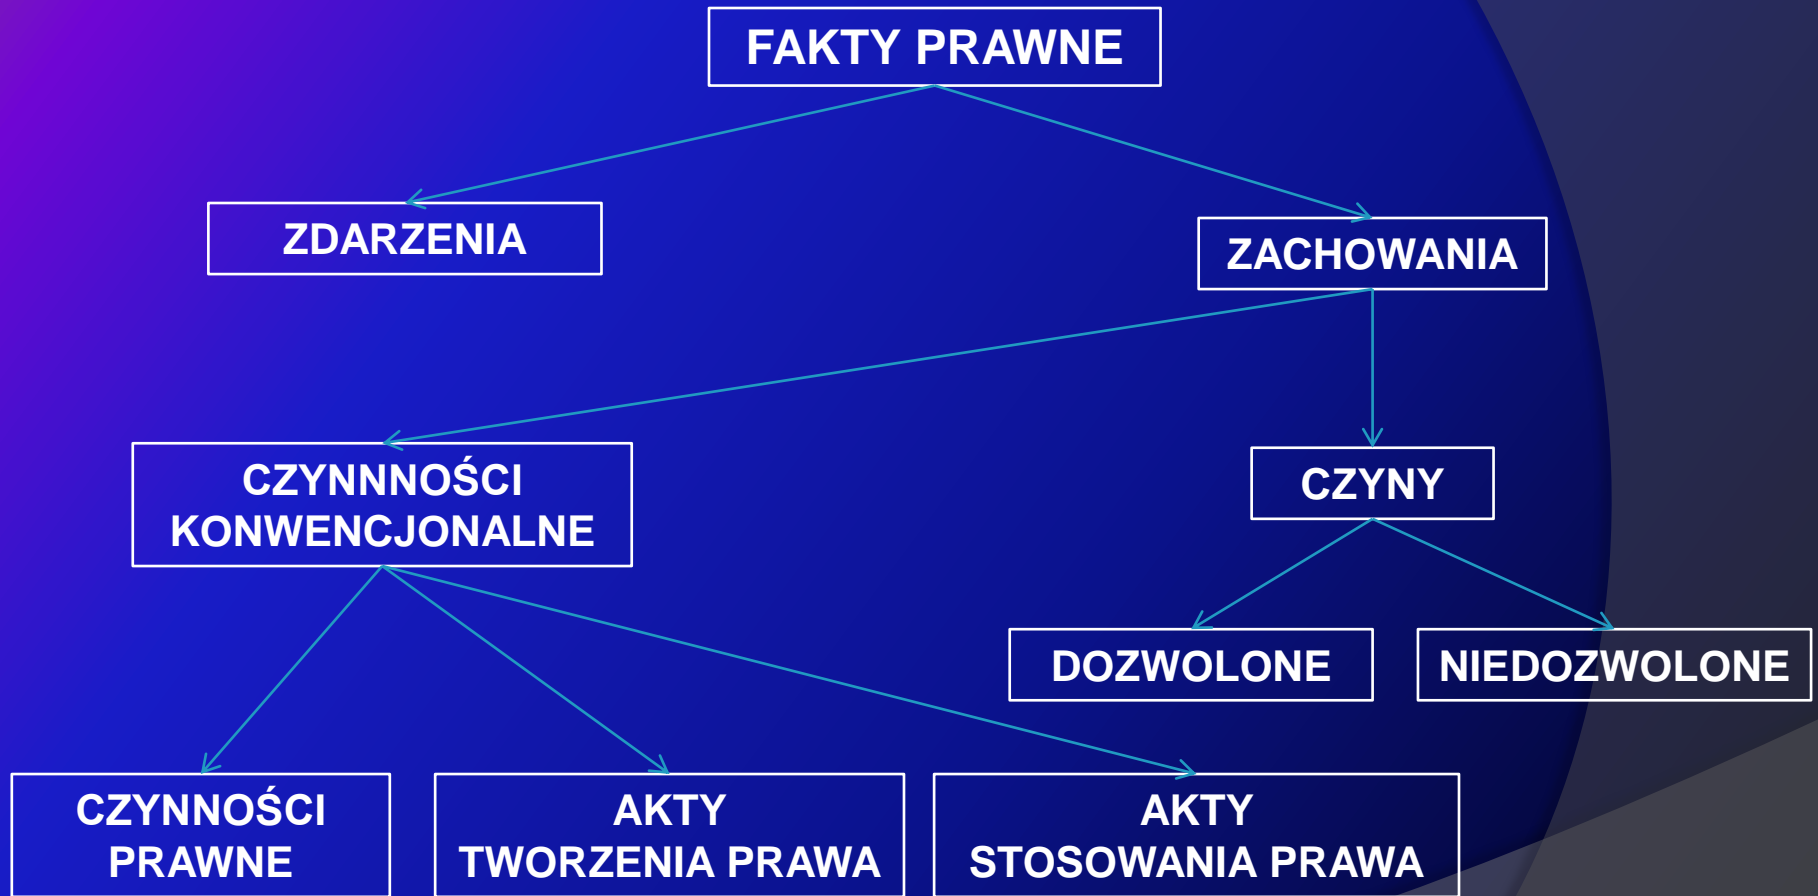 FAKTY PRAWNE
ZDARZENIA
ZACHOWANIA
CZYNNNOŚCI
KONWENCJONALNE
CZYNY
DOZWOLONE
NIEDOZWOLONE
CZYNNOŚCI
PRAWNE
AKTY
TWORZENIA PRAWA
AKTY
STOSOWANIA PRAWA